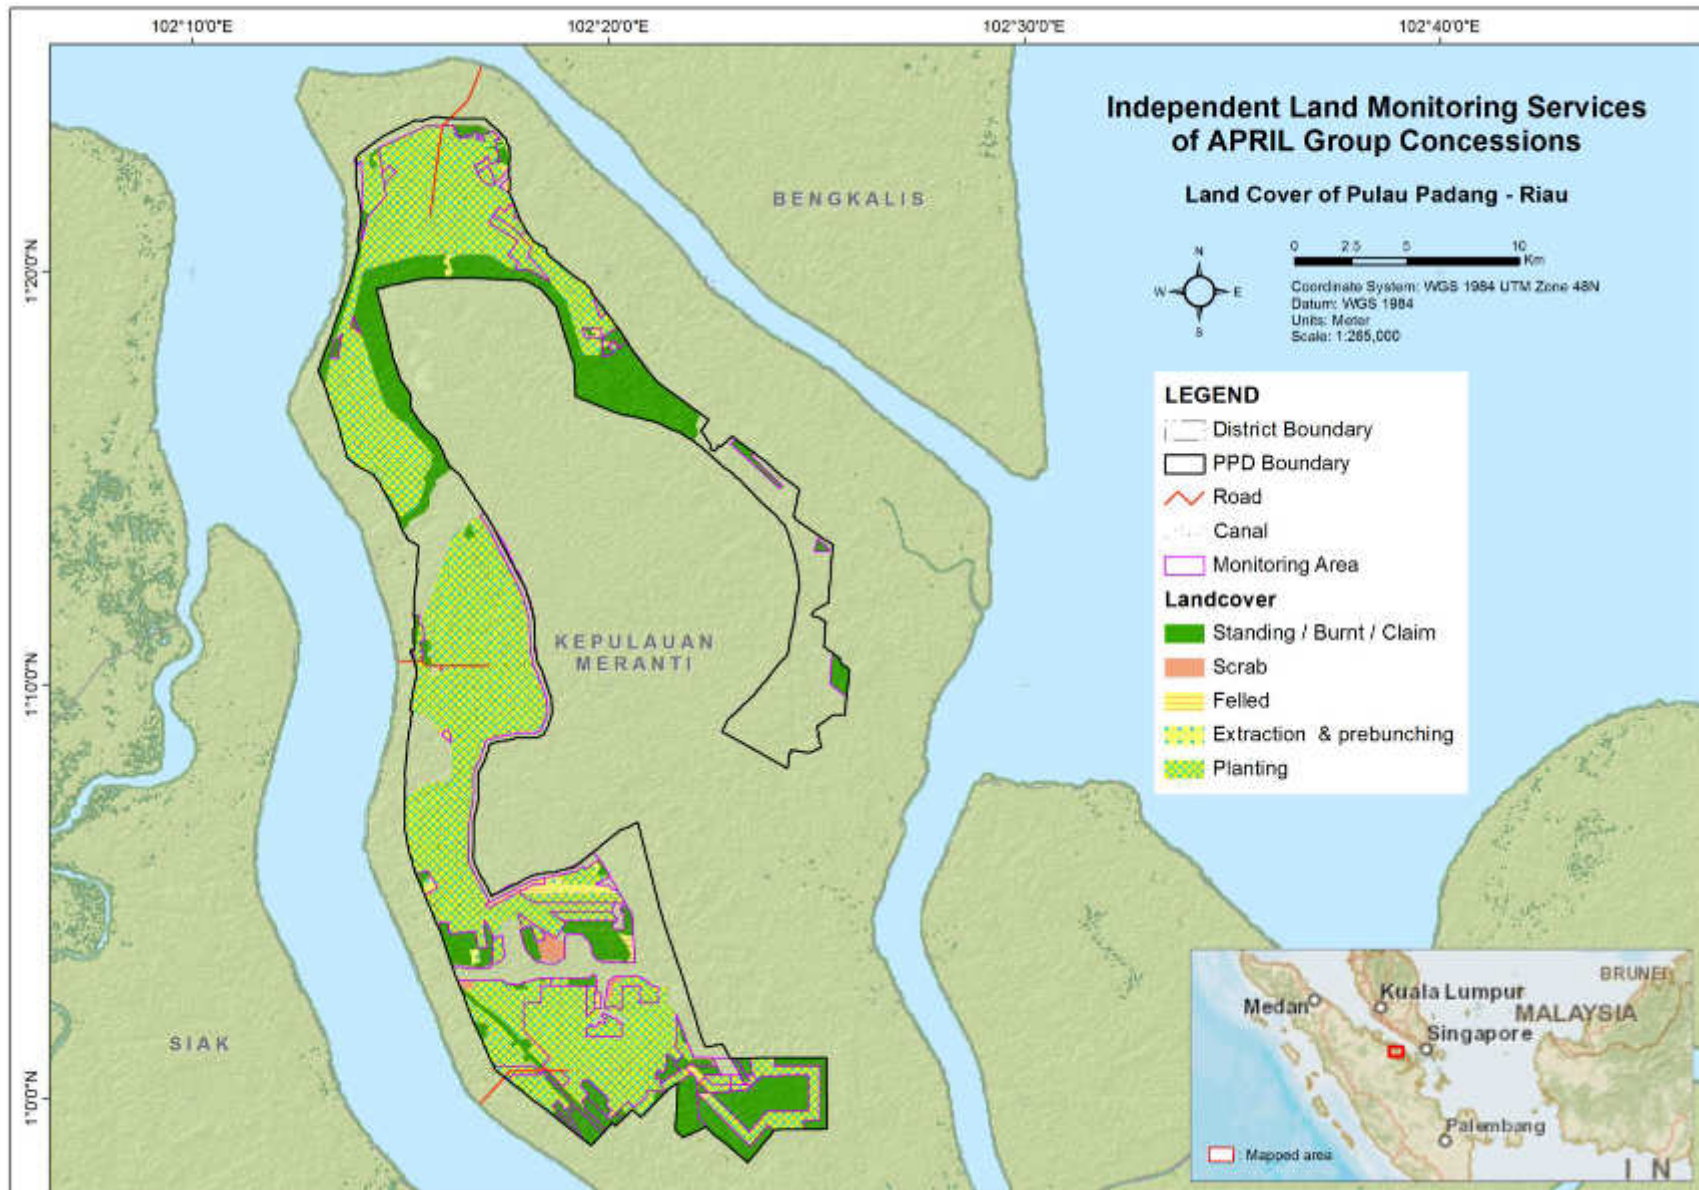 102°10'0"E
102°20'0"E
102°30'0"E
102°40'0"E
1°20'0"N
1°10'0"N
1°0'0"N
Independent Land Monitoring Services
of APRIL Group Concessions
Land Cover of Pulau Padang - Riau
N
W
E
S
0 2.5 5 10
Km
Coordinate System: WGS 1984 UTM Zone 48N
Datum: WGS 1984
Units: Meter
Scale: 1:265,000
BENGKALIS
KEPULAUAN
MERANTI
SIAK
LEGEND
District Boundary
PPD Boundary
Road
Canal
Monitoring Area
Landcover
Standing / Burnt / Claim
Scrab
Felled
Extraction & prebunching
Planting
BRUNEI
Medan
Kuala Lumpur
MALAYSIA
Singapore
Palembang
Mapped area
I N